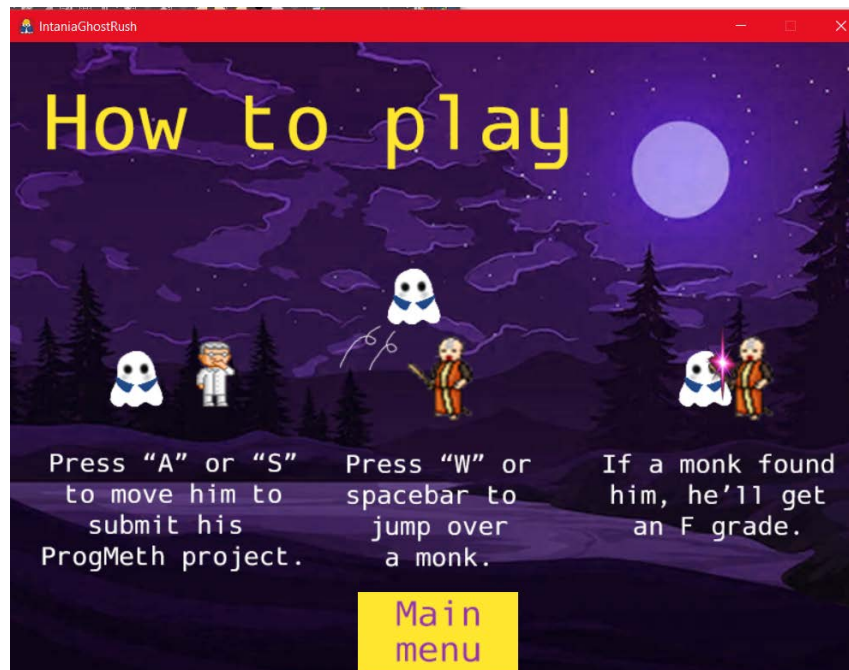 IntaniaGhostRush
How to play
Press “A” or “S”
to move him to
submit his
ProgMeth project.
Press “W” or
spacebar to
jump over
a monk.
If a monk found
him, he’ll get
an F grade.
Main
menu